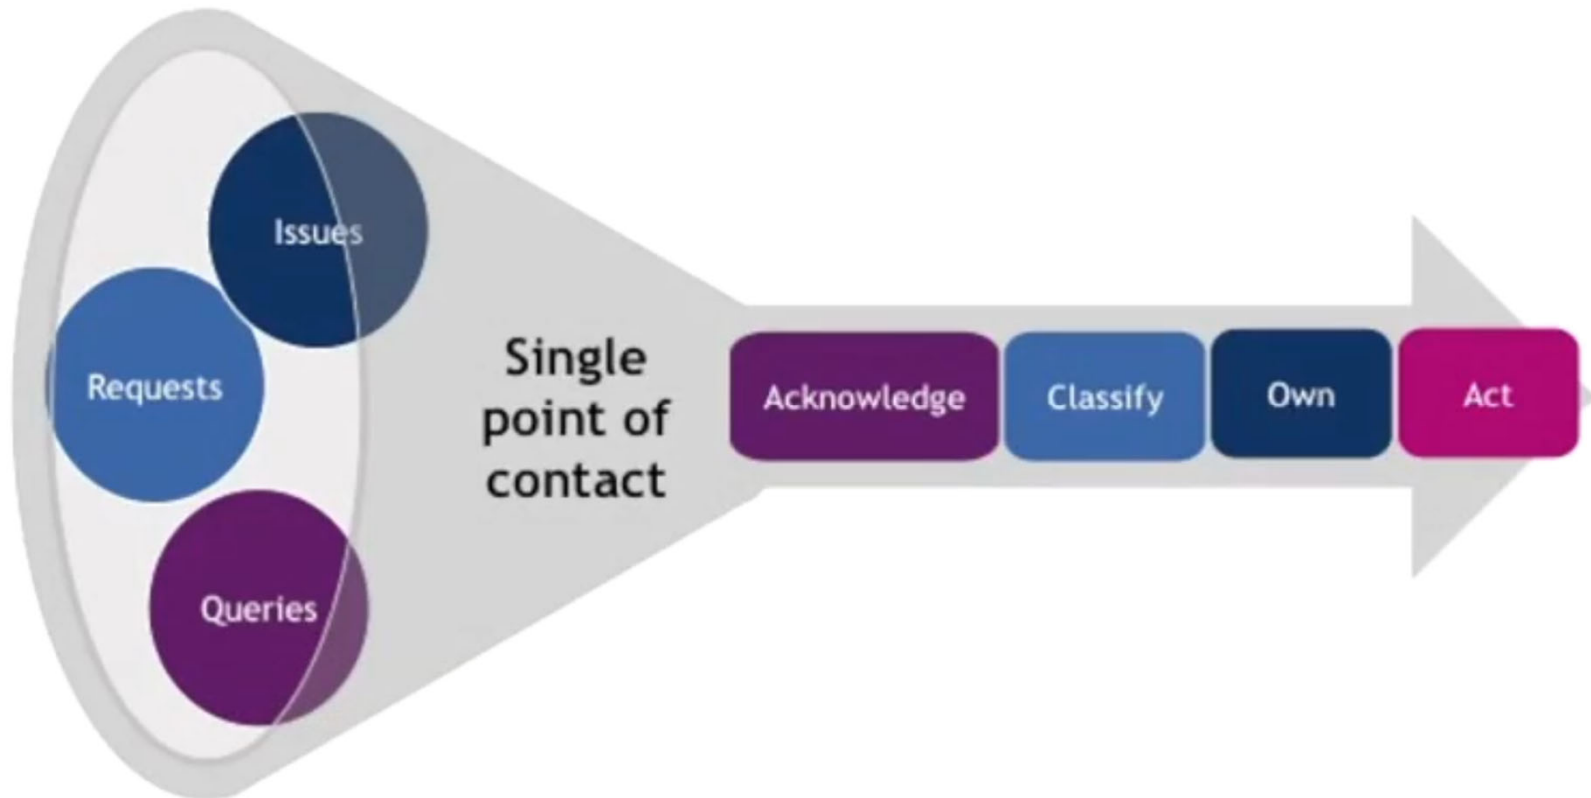 Issues
Requests
Queries
Single
point of
contact
Acknowledge
Classify
Own
Act